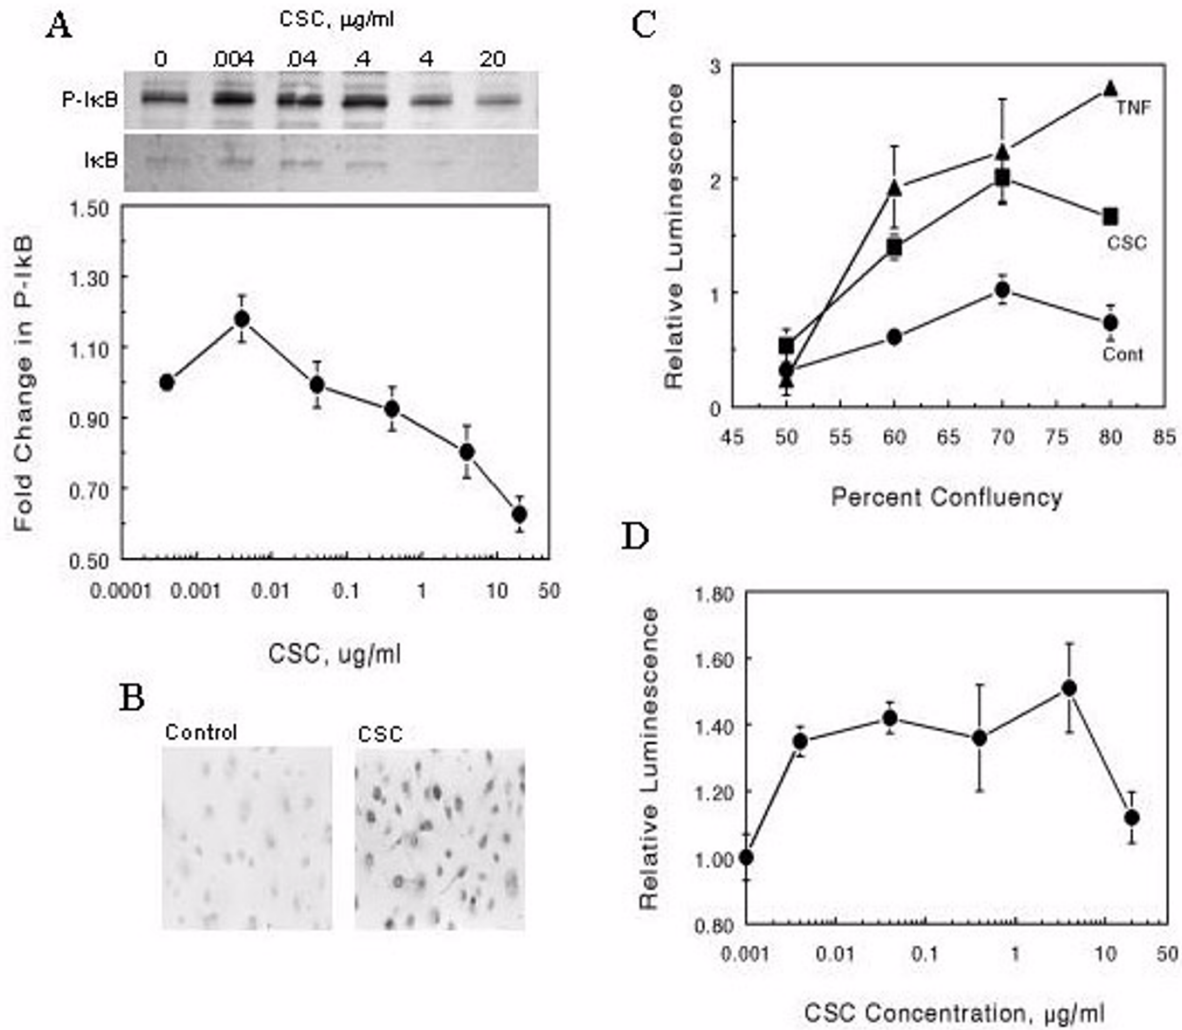 A
CSC, µg/ml
0 .004 .04 .4 4 20
P-IκB
IκB
Fold Change in P-IkB
1.50
1.30
1.10
0.90
0.70
0.50
0.0001 0.001 0.01 0.1 1 10 50
CSC, ug/ml
B
Control CSC
C
Relative Luminescence
3
2
1
0
TNF
CSC
Cont
45 50 55 60 65 70 75 80 85
Percent Confluency
D
Relative Luminescence
1.80
1.60
1.40
1.20
1.00
0.80
0.001 0.01 0.1 1 10 50
CSC Concentration, µg/ml